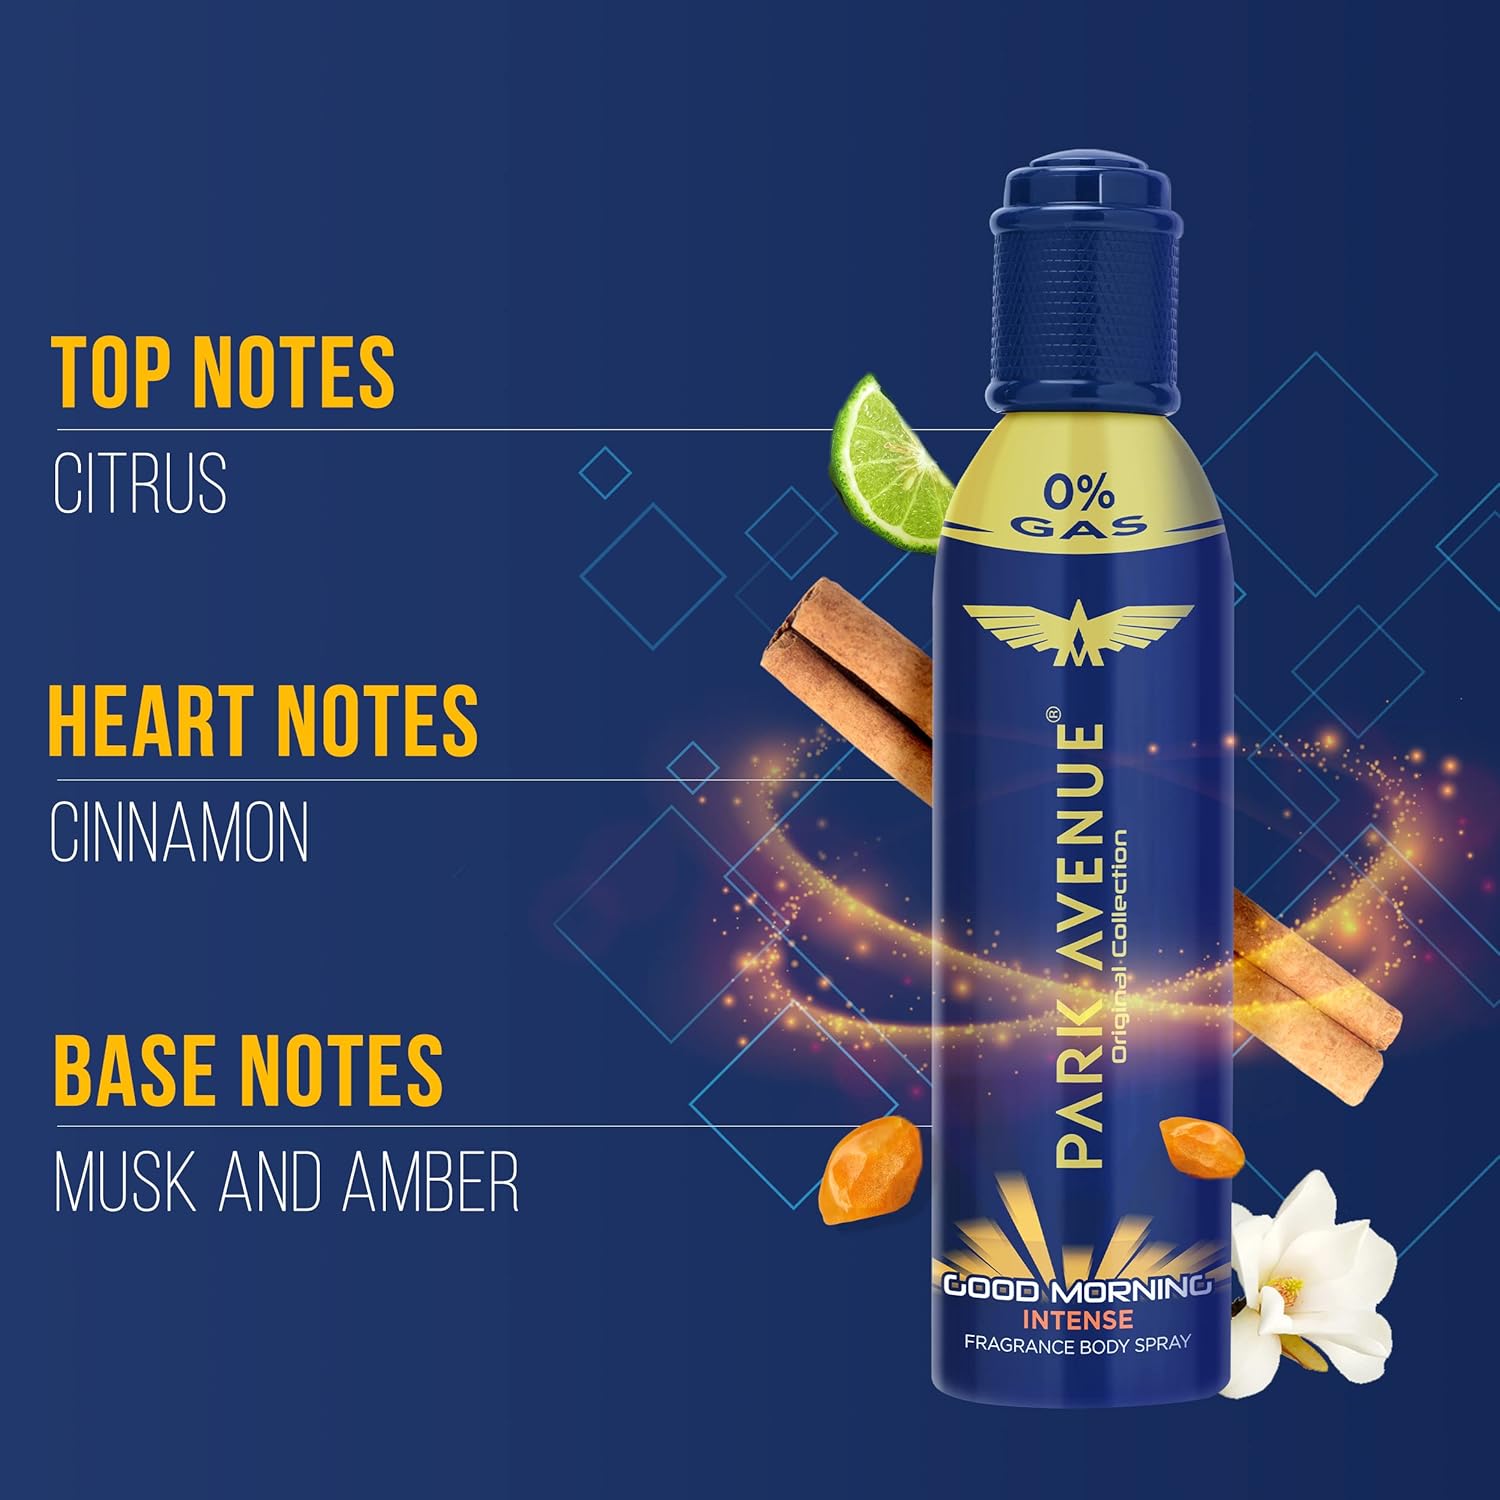 TOP NOTES
CITRUS
HEART NOTES
CINNAMON
BASE NOTES
MUSK AND AMBER
0%
GAS
PARK AVENUE®
Original Collection
GOOD MORNING
INTENSE
FRAGRANCE BODY SPRAY